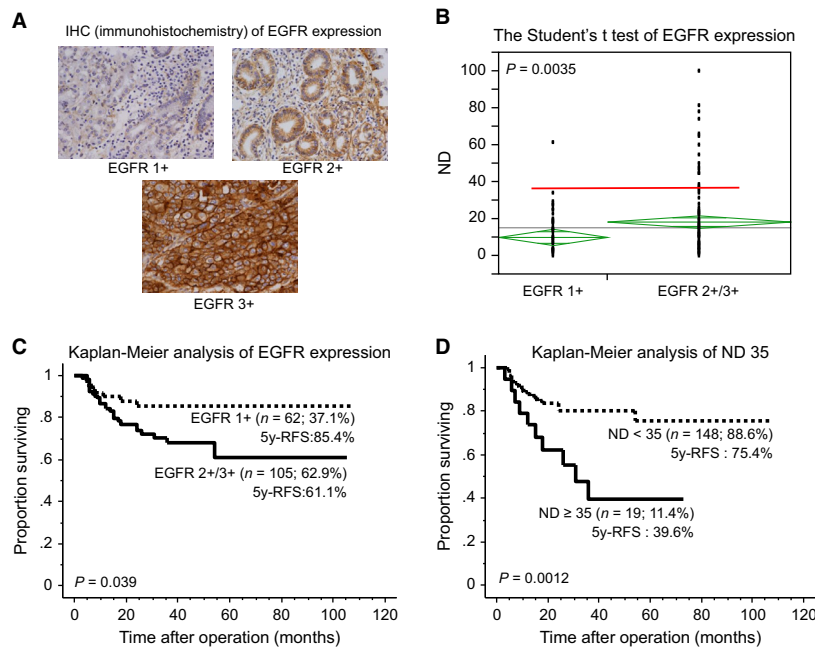 A
IHC (immunohistochemistry) of EGFR expression
EGFR 1+
EGFR 2+
EGFR 3+
B
The Student's t test of EGFR expression
P = 0.0035
100
80
60
40
20
0
ND
EGFR 1+
EGFR 2+/3+
C
Kaplan-Meier analysis of EGFR expression
1
.8
.6
.4
.2
0
Proportion surviving
EGFR 1+ (n = 62; 37.1%)
5y-RFS:85.4%
EGFR 2+/3+ (n = 105; 62.9%)
5y-RFS:61.1%
P = 0.039
0 20 40 60 80 100 120
Time after operation (months)
D
Kaplan-Meier analysis of ND 35
1
.8
.6
.4
.2
0
Proportion surviving
ND < 35 (n = 148; 88.6%)
5y-RFS : 75.4%
ND ≥ 35 (n = 19; 11.4%)
5y-RFS : 39.6%
P = 0.0012
0 20 40 60 80 100 120
Time after operation (months)